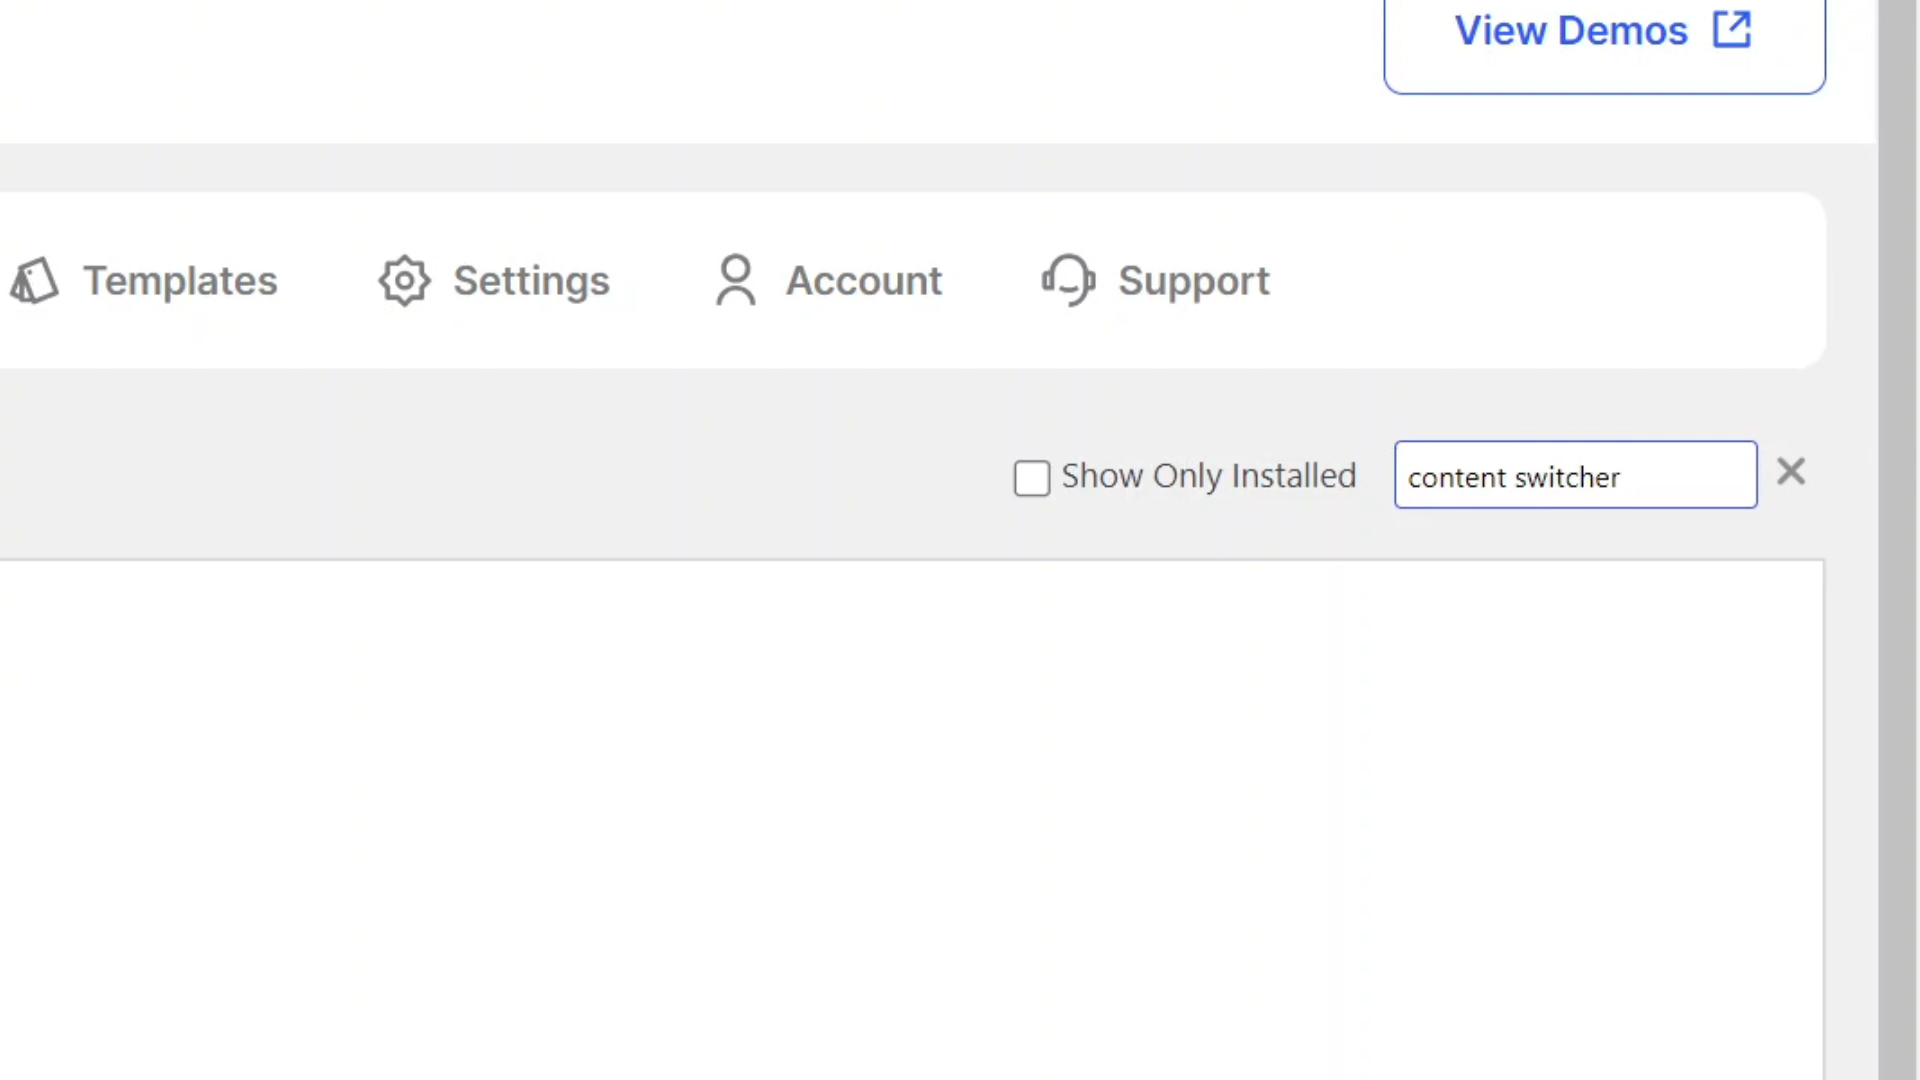 View Demos
Templates Settings Account Support
Show Only Installed content switcher